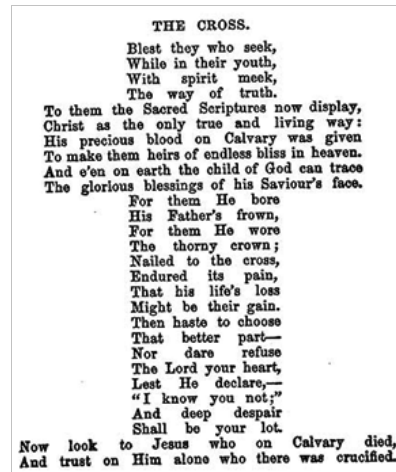 THE CROSS.
Blest they who seek,
While in their youth,
With spirit meek,
The way of truth.
To them the Sacred Scriptures now display,
Christ as the only true and living way:
His precious blood on Calvary was given
To make them heirs of endless bliss in heaven.
And e'en on earth the child of God can trace
The glorious blessings of his Saviour's face.
For them He bore
His Father's frown,
For them He wore
The thorny crown;
Nailed to the cross,
Endured its pain,
That his life's loss
Might be their gain.
Then haste to choose
That better part—
Nor dare refuse
The Lord your heart,
Lest He declare,—
"I know you not;"
And deep despair
Shall be your lot.
Now look to Jesus who on Calvary died,
And trust on Him alone who there was crucified.